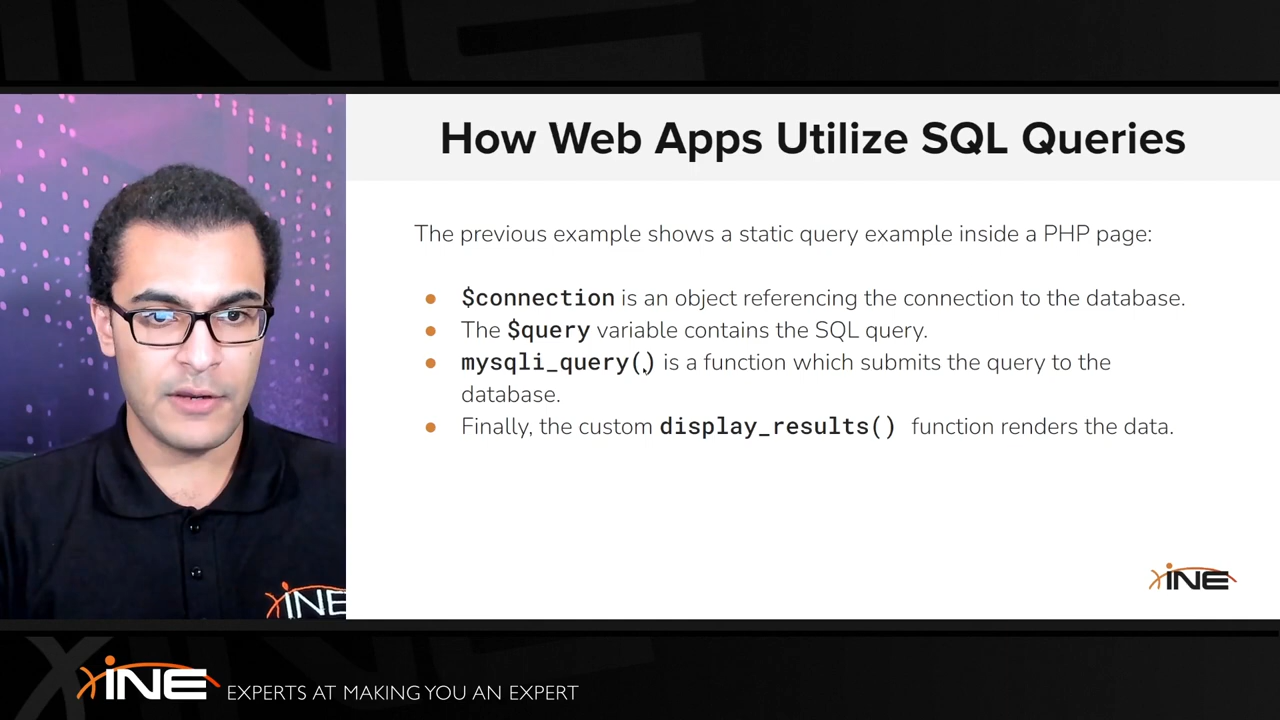 How Web Apps Utilize SQL Queries
The previous example shows a static query example inside a PHP page:
● $connection is an object referencing the connection to the database.
● The $query variable contains the SQL query.
● mysqli_query() is a function which submits the query to the
database.
● Finally, the custom display_results() function renders the data.
INE
INE
INE EXPERTS AT MAKING YOU AN EXPERT